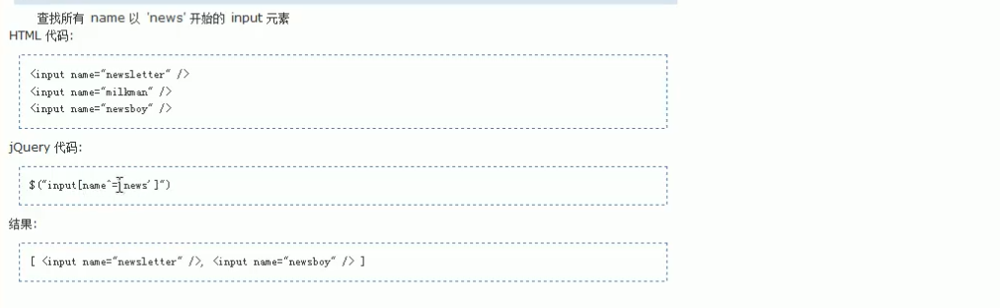 查找所有 name 以 'news' 开始的 input 元素
HTML 代码:
<input name="newsletter" />
<input name="milkman" />
<input name="newsboy" />
jQuery 代码:
$("input[name^='news']")
结果:
[ <input name="newsletter" />, <input name="newsboy" /> ]